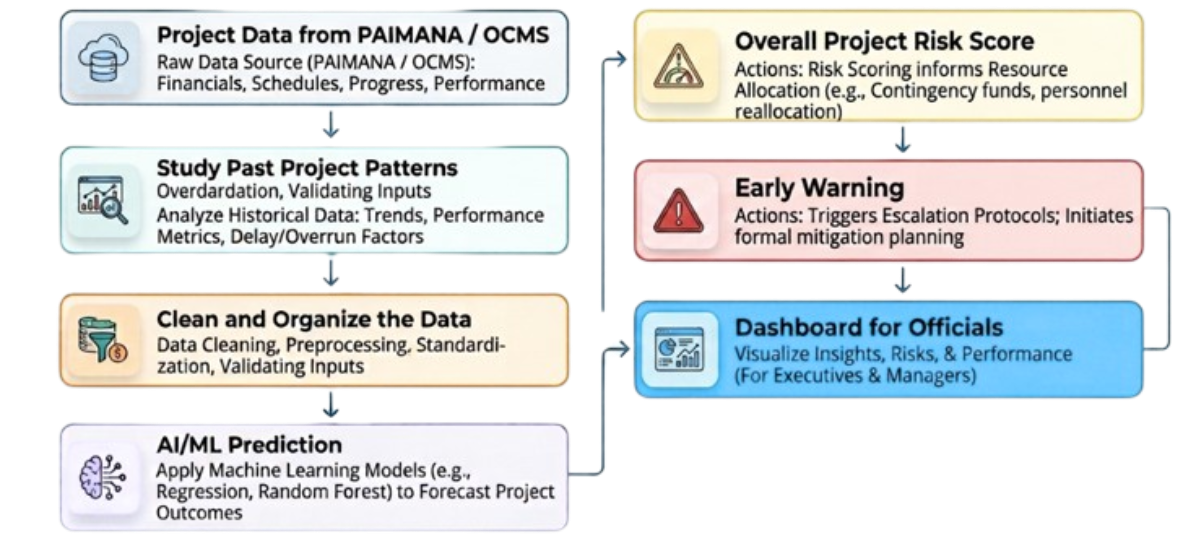 Project Data from PAIMANA / OCMS
Raw Data Source (PAIMANA / OCMS):
Financials, Schedules, Progress, Performance
Study Past Project Patterns
Overdardation, Validating Inputs
Analyze Historical Data: Trends, Performance
Metrics, Delay/Overrun Factors
Clean and Organize the Data
Data Cleaning, Preprocessing, Standardi-
zation, Validating Inputs
AI/ML Prediction
Apply Machine Learning Models (e.g.,
Regression, Random Forest) to Forecast Project
Outcomes
Overall Project Risk Score
Actions: Risk Scoring informs Resource
Allocation (e.g., Contingency funds, personnel
reallocation)
Early Warning
Actions: Triggers Escalation Protocols; Initiates
formal mitigation planning
Dashboard for Officials
Visualize Insights, Risks, & Performance
(For Executives & Managers)